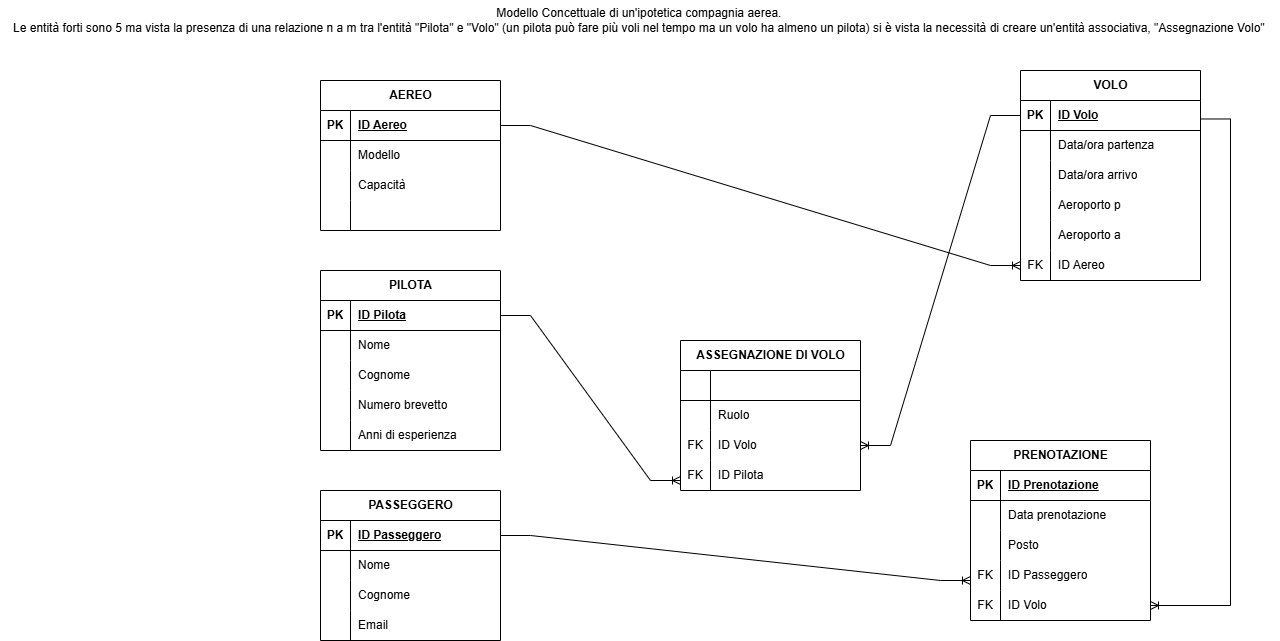 Modello Concettuale di un'ipotetica compagnia aerea.
Le entità forti sono 5 ma vista la presenza di una relazione n a m tra l'entità "Pilota" e "Volo" (un pilota può fare più voli nel tempo ma un volo ha almeno un pilota) si è vista la necessità di creare un'entità associativa, "Assegnazione Volo"
AEREO
PK ID Aereo
Modello
Capacità
VOLO
PK ID Volo
Data/ora partenza
Data/ora arrivo
Aeroporto p
Aeroporto a
FK ID Aereo
PILOTA
PK ID Pilota
Nome
Cognome
Numero brevetto
Anni di esperienza
ASSEGNAZIONE DI VOLO
Ruolo
FK ID Volo
FK ID Pilota
PASSEGGERO
PK ID Passeggero
Nome
Cognome
Email
PRENOTAZIONE
PK ID Prenotazione
Data prenotazione
Posto
FK ID Passeggero
FK ID Volo